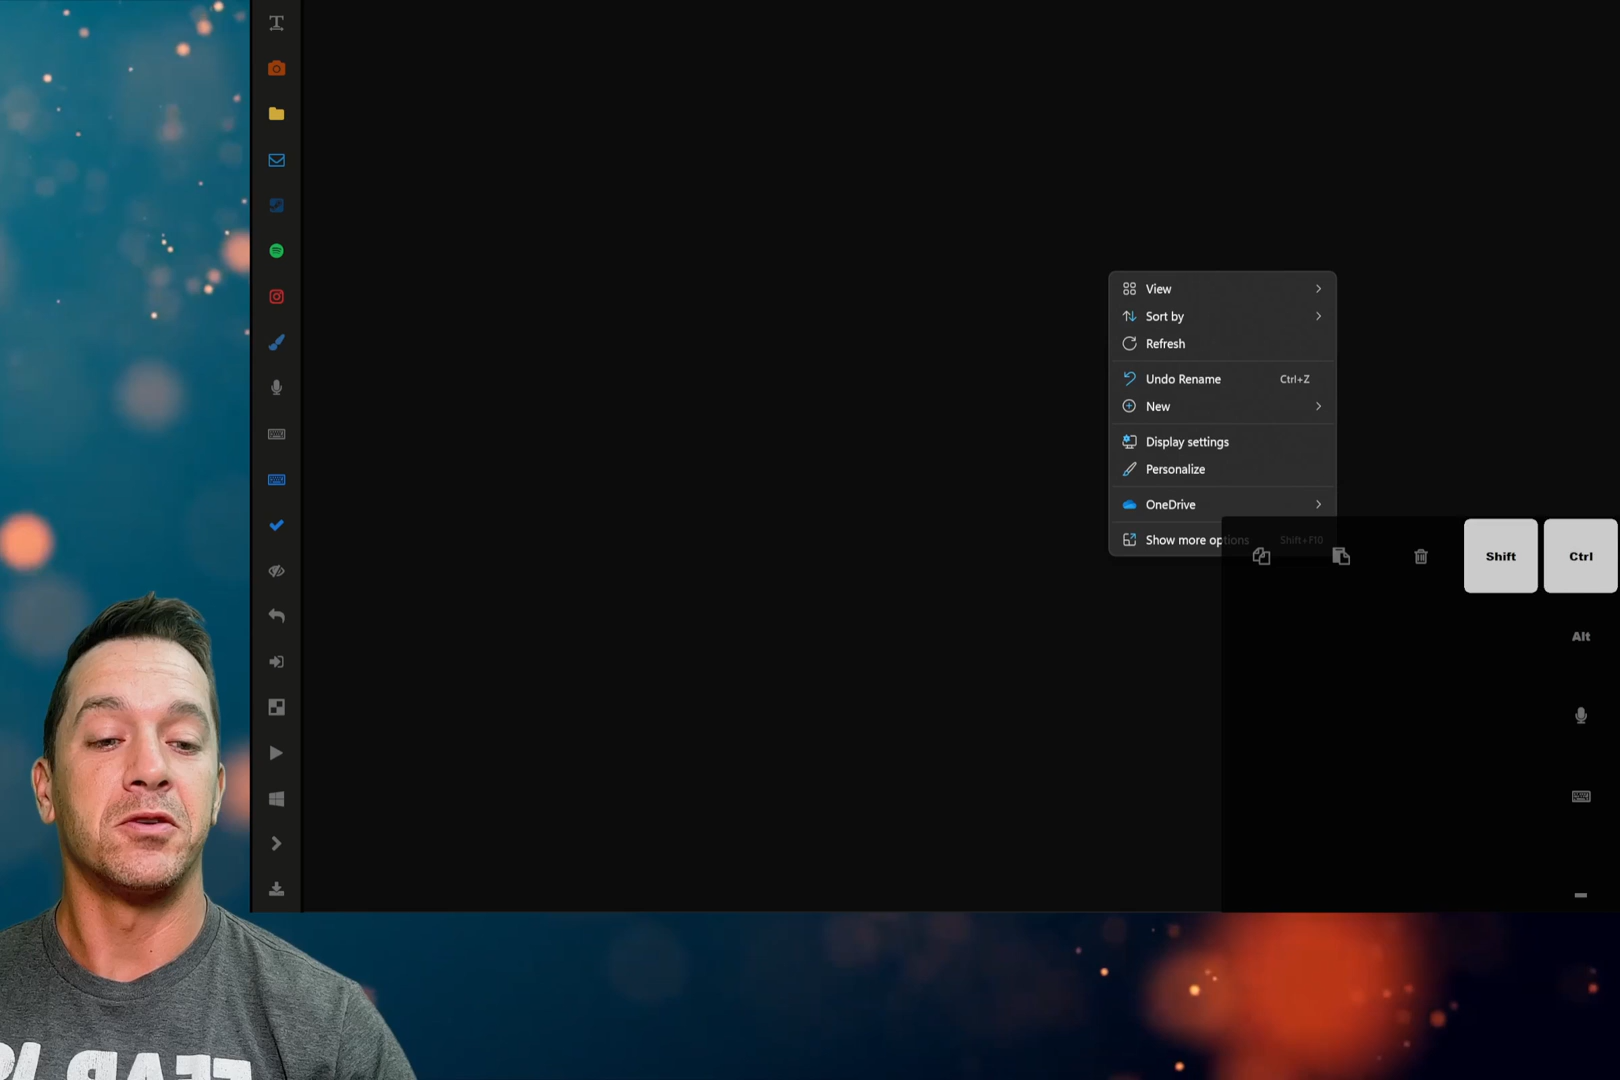 View
Sort by
Refresh
Undo Rename Ctrl+Z
New
Display settings
Personalize
OneDrive
Show more options Shift+F10
Shift
Ctrl
Alt